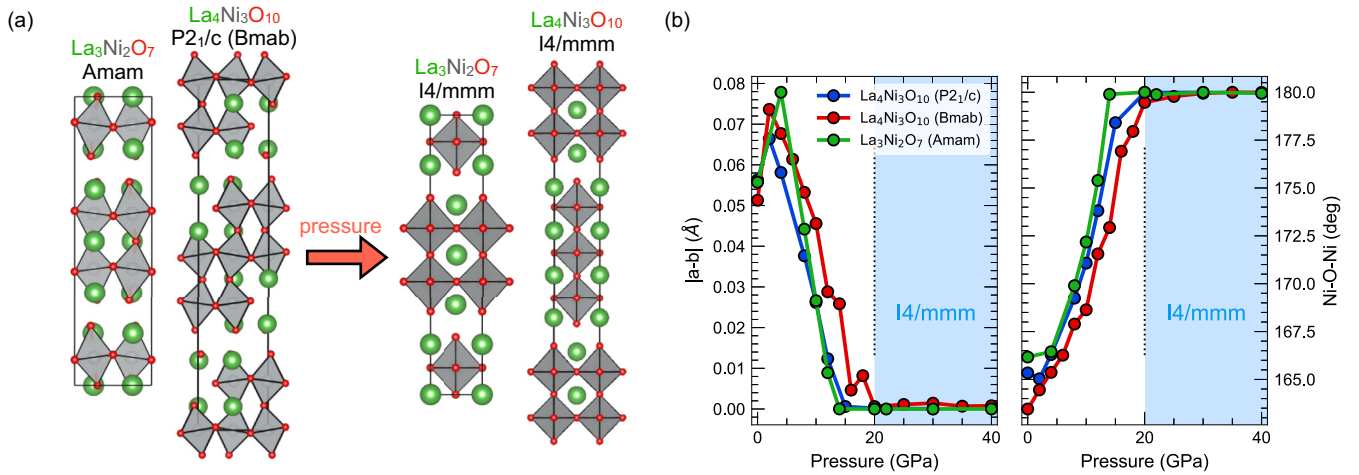 (a)
La₃Ni₂O₇
Amam
La₄Ni₃O₁₀
P2₁/c (Bmab)
pressure
La₃Ni₂O₇
I4/mmm
La₄Ni₃O₁₀
I4/mmm
(b)
0.08
0.07
0.06
0.05
0.04
0.03
0.02
0.01
0.00
|a-b| (Å)
La₄Ni₃O₁₀ (P2₁/c)
La₄Ni₃O₁₀ (Bmab)
La₃Ni₂O₇ (Amam)
I4/mmm
0
20
40
Pressure (GPa)
I4/mmm
0
10
20
30
40
Pressure (GPa)
180.0
177.5
175.0
172.5
170.0
167.5
165.0
Ni-O-Ni (deg)